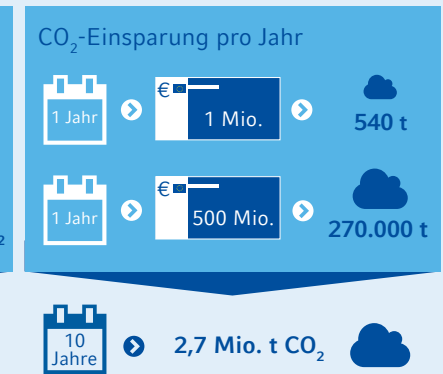 CO₂-Einsparung pro Jahr
1 Jahr € 1 Mio. 540 t
1 Jahr € 500 Mio. 270.000 t
2
10 Jahre 2,7 Mio. t CO₂